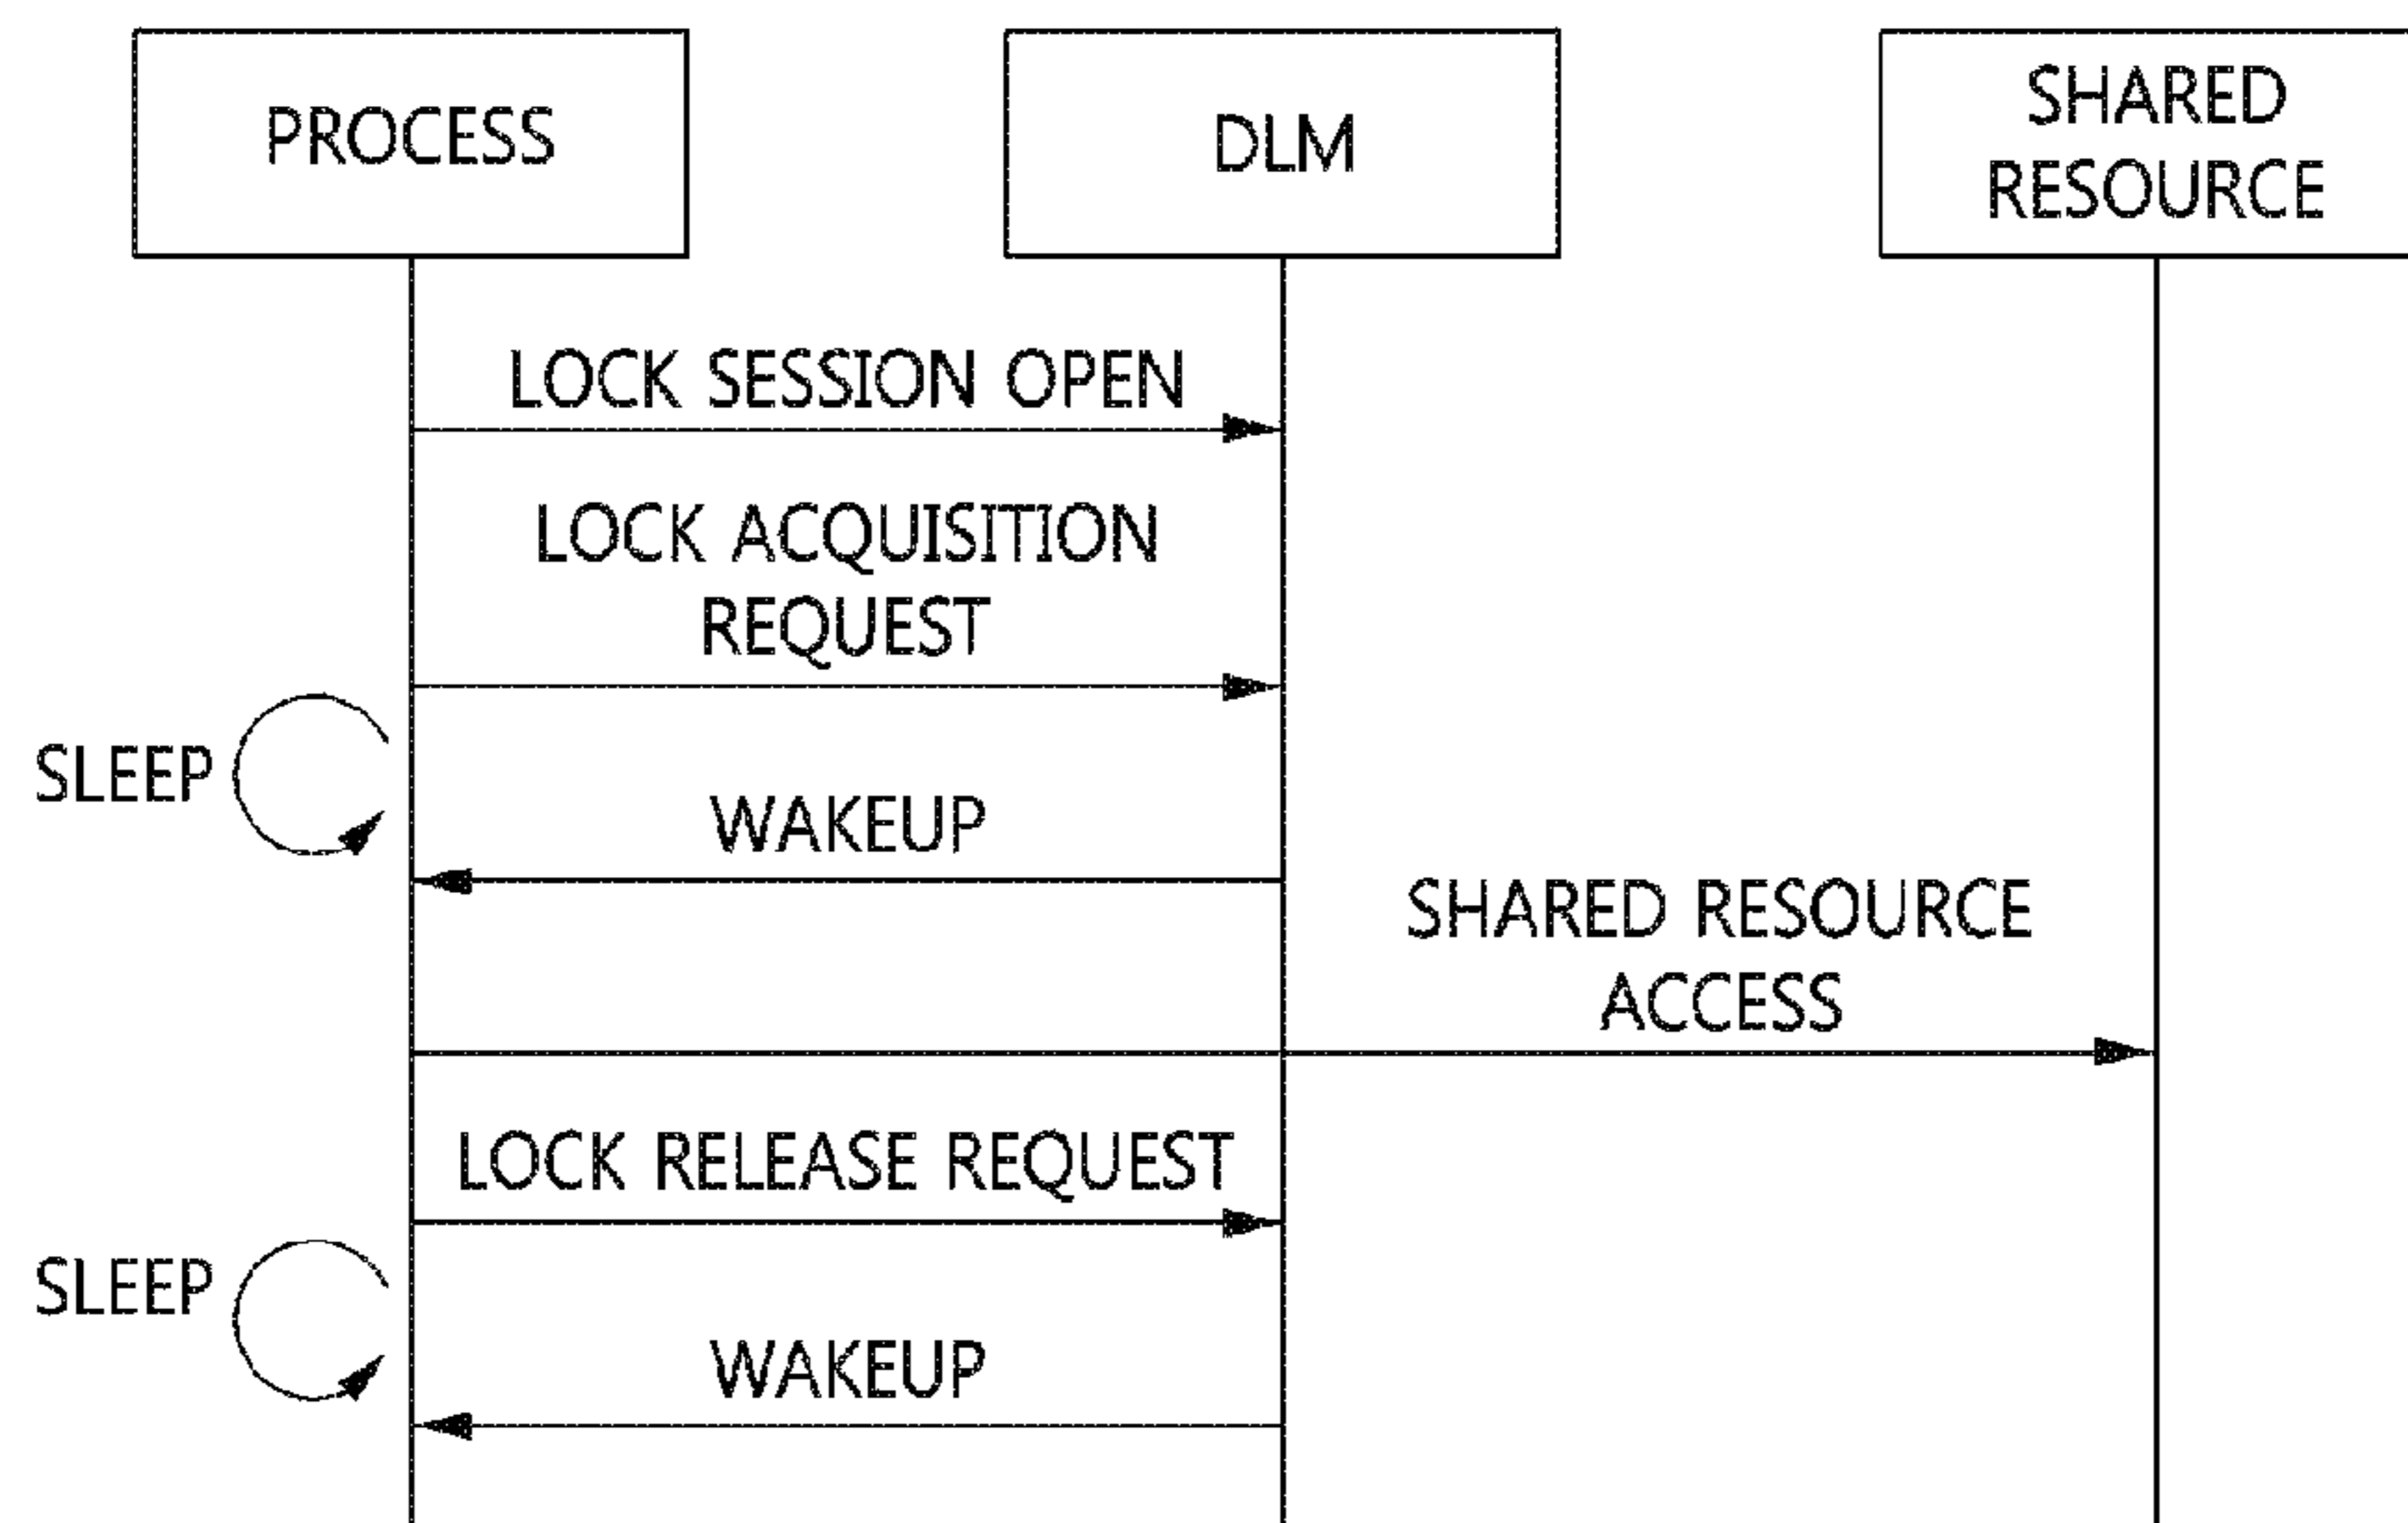 PROCESS
DLM
SHARED
RESOURCE
LOCK SESSION OPEN
LOCK ACQUISITION
REQUEST
SLEEP
WAKEUP
SHARED RESOURCE
ACCESS
LOCK RELEASE REQUEST
SLEEP
WAKEUP